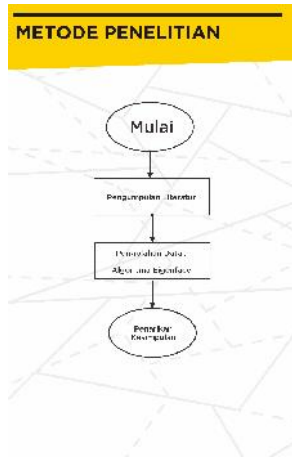 METODE PENELITIAN
Mulai
Pengumpulan Literatur
Pengolahan Data
Algoritma Eigenface
Penarikan
Kesimpulan